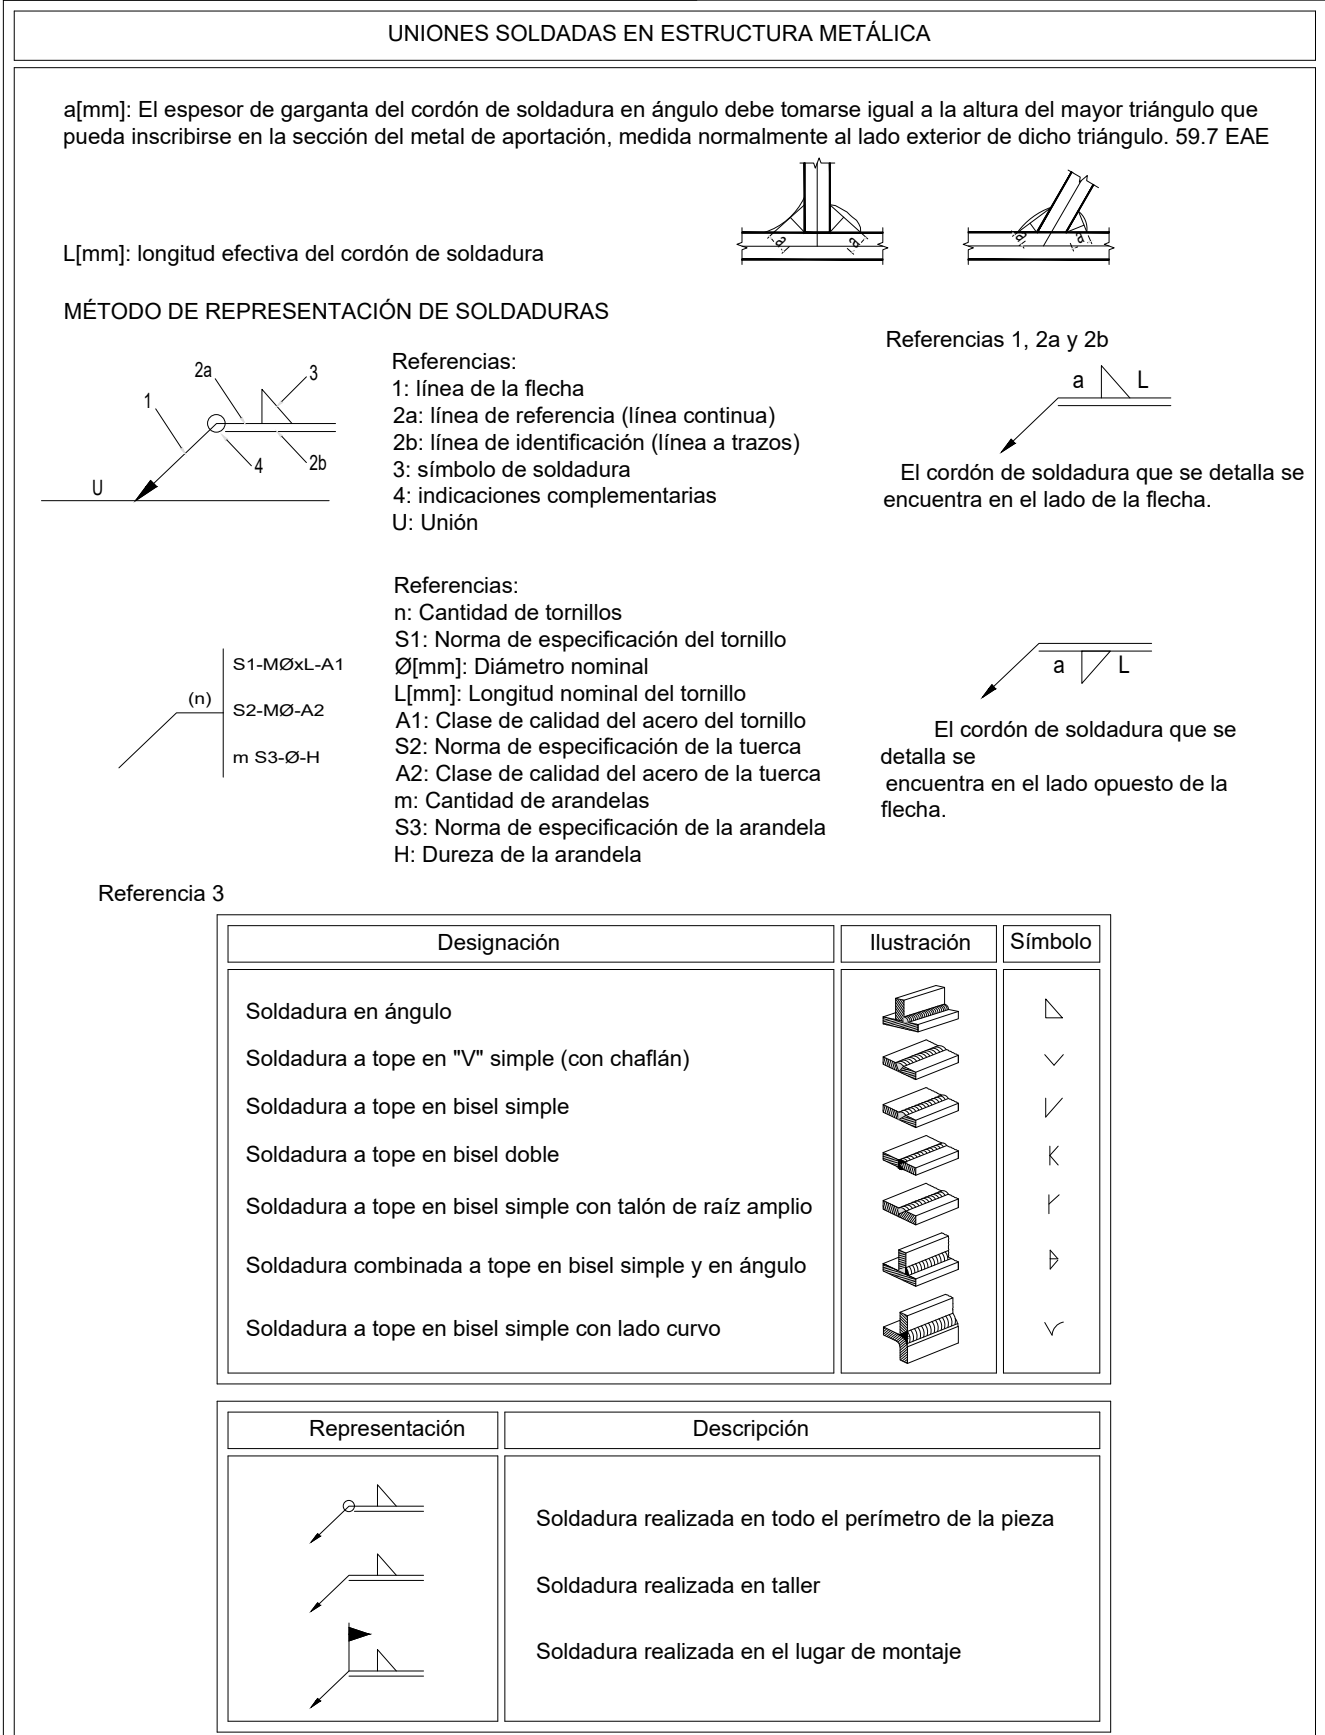 UNIONES SOLDADAS EN ESTRUCTURA METÁLICA
a[mm]: El espesor de garganta del cordón de soldadura en ángulo debe tomarse igual a la altura del mayor triángulo que
pueda inscribirse en la sección del metal de aportación, medida normalmente al lado exterior de dicho triángulo. 59.7 EAE
a a a a
L[mm]: longitud efectiva del cordón de soldadura
MÉTODO DE REPRESENTACIÓN DE SOLDADURAS
1 2a 3 4 2b U
Referencias:
1: línea de la flecha
2a: línea de referencia (línea continua)
2b: línea de identificación (línea a trazos)
3: símbolo de soldadura
4: indicaciones complementarias
U: Unión
Referencias 1, 2a y 2b
a L
El cordón de soldadura que se detalla se
encuentra en el lado de la flecha.
(n)
S1-MØxL-A1
S2-MØ-A2
m S3-Ø-H
Referencias:
n: Cantidad de tornillos
S1: Norma de especificación del tornillo
Ø[mm]: Diámetro nominal
L[mm]: Longitud nominal del tornillo
A1: Clase de calidad del acero del tornillo
S2: Norma de especificación de la tuerca
A2: Clase de calidad del acero de la tuerca
m: Cantidad de arandelas
S3: Norma de especificación de la arandela
H: Dureza de la arandela
a L
El cordón de soldadura que se
detalla se
encuentra en el lado opuesto de la
flecha.
Referencia 3
Designación Ilustración Símbolo
Soldadura en ángulo
Soldadura a tope en "V" simple (con chaflán)
Soldadura a tope en bisel simple
Soldadura a tope en bisel doble
Soldadura a tope en bisel simple con talón de raíz amplio
Soldadura combinada a tope en bisel simple y en ángulo
Soldadura a tope en bisel simple con lado curvo
Representación Descripción
Soldadura realizada en todo el perímetro de la pieza
Soldadura realizada en taller
Soldadura realizada en el lugar de montaje